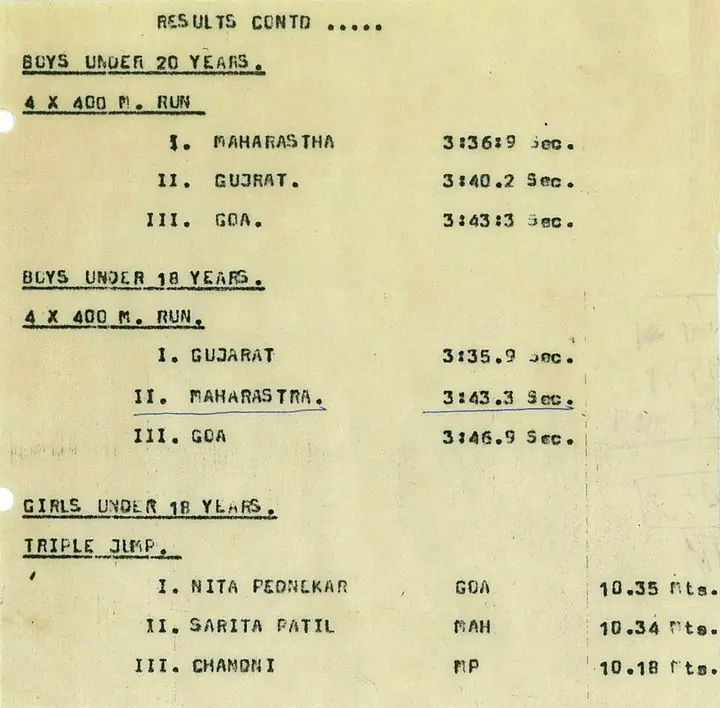 RESULTS CONTD .....
BOYS UNDER 20 YEARS.
4 X 400 M. RUN
I. MAHARASTHA 3:36:9 Sec.
II. GUJRAT. 3:40.2 Sec.
III. GOA. 3:43:3 Sec.
BOYS UNDER 18 YEARS.
4 X 400 M. RUN.
I. GUJARAT 3:35.9 Sec.
II. MAHARASTRA. 3:43.3 Sec.
III. GOA 3:46.9 Sec.
GIRLS UNDER 18 YEARS.
TRIPLE JUMP.
I. NITA PEDNEKAR GOA 10.35 Mts.
II. SARITA PATIL MAH 10.34 Mts.
III. CHAMONI MP 10.18 Mts.